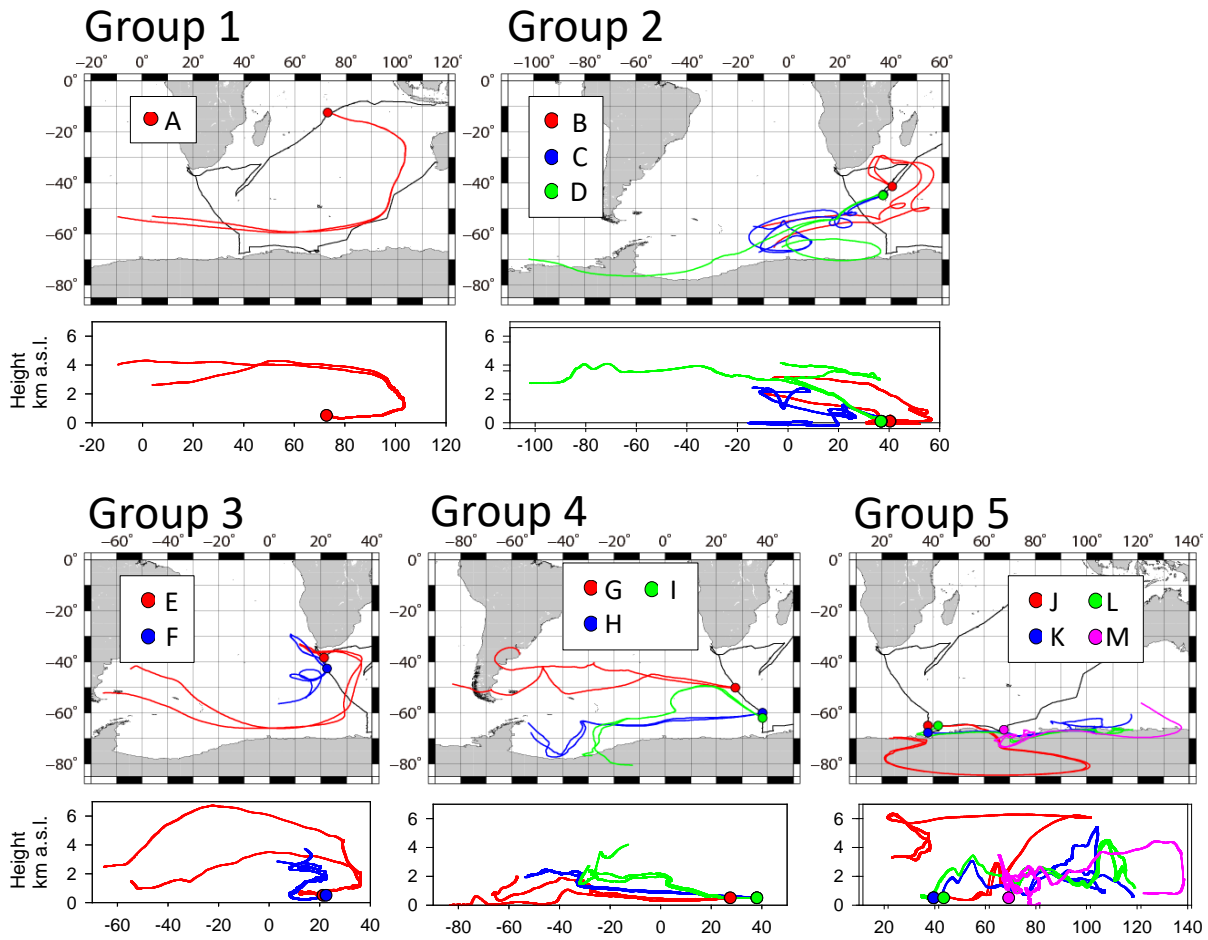 Group 1
Group 2
−20° 0° 20° 40° 60° 80° 100° 120°
−100° −80° −60° −40° −20° 0° 20° 40° 60°
0°
−20°
−40°
−60°
−80°
A
0°
−20°
−40°
−60°
−80°
B
C
D
Height
km a.s.l.
6
4
2
0
-20 0 20 40 60 80 100 120
6
4
2
0
-100 -80 -60 -40 -20 0 20 40 60
Group 3
Group 4
Group 5
−60° −40° −20° 0° 20° 40°
−80° −60° −40° −20° 0° 20° 40°
20° 40° 60° 80° 100° 120° 140°
0°
−20°
−40°
−60°
−80°
E
F
0°
−20°
−40°
−60°
−80°
G I
H
0°
−20°
−40°
−60°
−80°
J L
K M
Height
km a.s.l.
6
4
2
0
-60 -40 -20 0 20 40
6
4
2
0
-80 -60 -40 -20 0 20 40
6
4
2
0
20 40 60 80 100 120 140